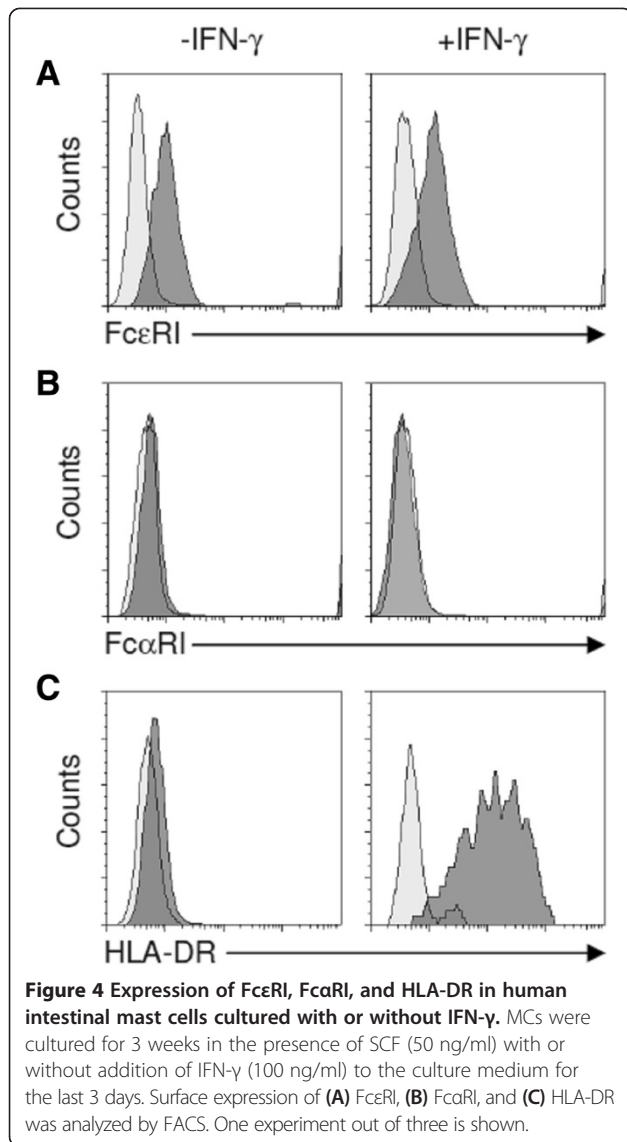 -IFN-γ
+IFN-γ
A
Counts
FcεRI
B
Counts
FcαRI
C
Counts
HLA-DR
Figure 4 Expression of FcεRI, FcαRI, and HLA-DR in human
intestinal mast cells cultured with or without IFN-γ. MCs were
cultured for 3 weeks in the presence of SCF (50 ng/ml) with or
without addition of IFN-γ (100 ng/ml) to the culture medium for
the last 3 days. Surface expression of (A) FcεRI, (B) FcαRI, and (C) HLA-DR
was analyzed by FACS. One experiment out of three is shown.